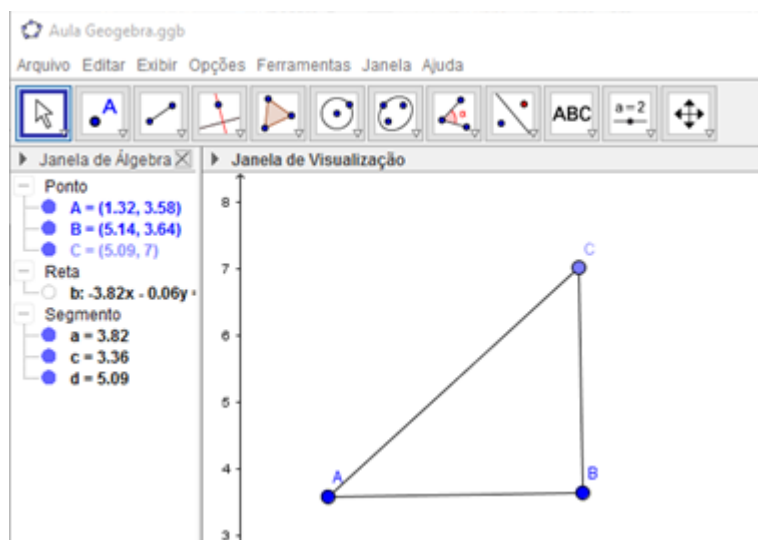 Aula Geogebra.ggb
Arquivo Editar Exibir Opções Ferramentas Janela Ajuda
A α ABC a=2
Janela de Álgebra
Janela de Visualização
Ponto
A = (1.32, 3.58)
B = (5.14, 3.64)
C = (5.09, 7)
Reta
b: -3.82x - 0.06y =
Segmento
a = 3.82
c = 3.36
d = 5.09
8
7
6
5
4
3
C
A
B